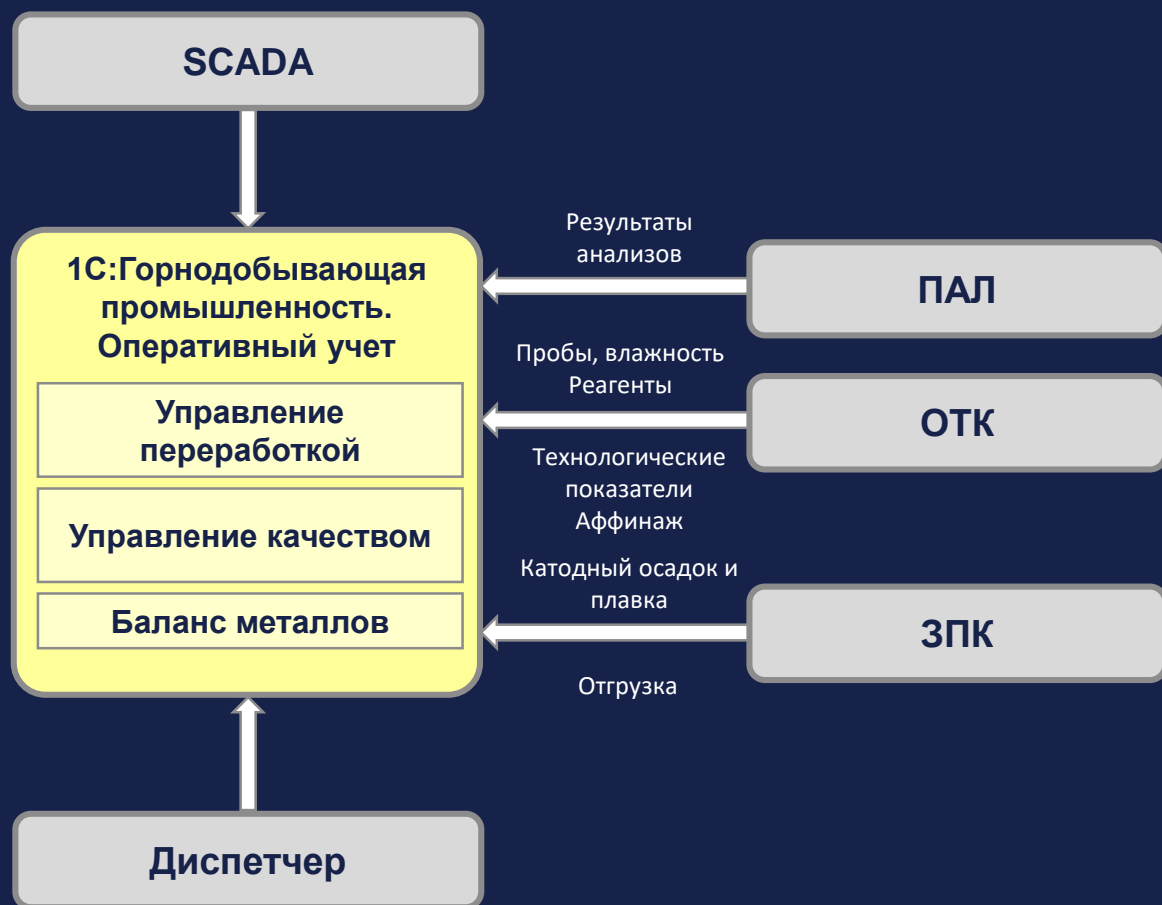 SCADA
1С:Горнодобывающая
промышленность.
Оперативный учет
Управление
переработкой
Управление качеством
Баланс металлов
Результаты
анализов
ПАЛ
Пробы, влажность
Реагенты
ОТК
Технологические
показатели
Аффинаж
Катодный осадок и
плавка
ЗПК
Отгрузка
Диспетчер